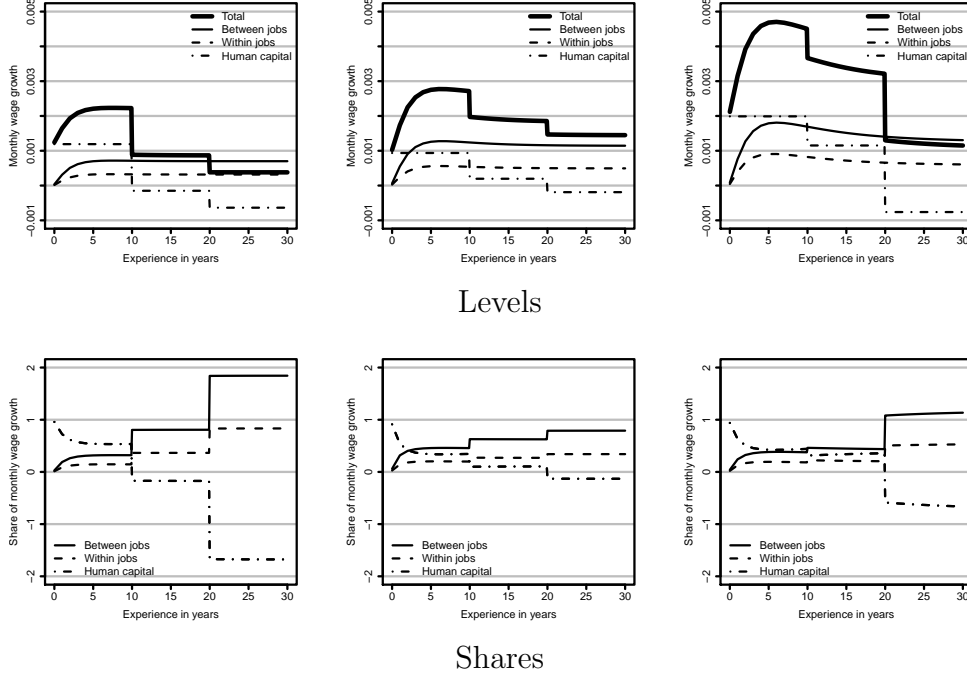 0.005
0.003
0.001
−0.001
Monthly wage growth
Total
Between jobs
Within jobs
Human capital
0 5 10 15 20 25 30
Experience in years
0.005
0.003
0.001
−0.001
Monthly wage growth
Total
Between jobs
Within jobs
Human capital
0 5 10 15 20 25 30
Experience in years
0.005
0.003
0.001
−0.001
Monthly wage growth
Total
Between jobs
Within jobs
Human capital
0 5 10 15 20 25 30
Experience in years
Levels
2
1
0
−1
−2
Share of monthly wage growth
Between jobs
Within jobs
Human capital
0 5 10 15 20 25 30
Experience in years
2
1
0
−1
−2
Share of monthly wage growth
Between jobs
Within jobs
Human capital
0 5 10 15 20 25 30
Experience in years
2
1
0
−1
−2
Share of monthly wage growth
Between jobs
Within jobs
Human capital
0 5 10 15 20 25 30
Experience in years
Shares